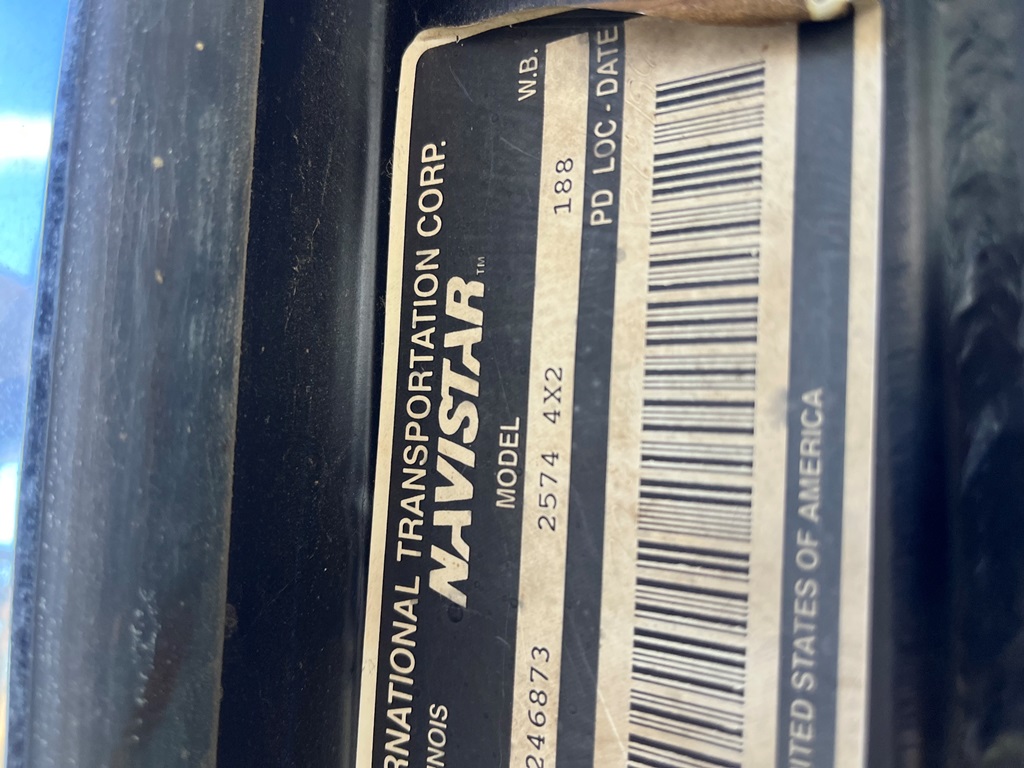 RNATIONAL TRANSPORTATION CORP.
INOIS NAVISTAR™
MODEL W.B.
246873 2574 4X2 188
PD LOC - DATE
ITED STATES OF AMERICA